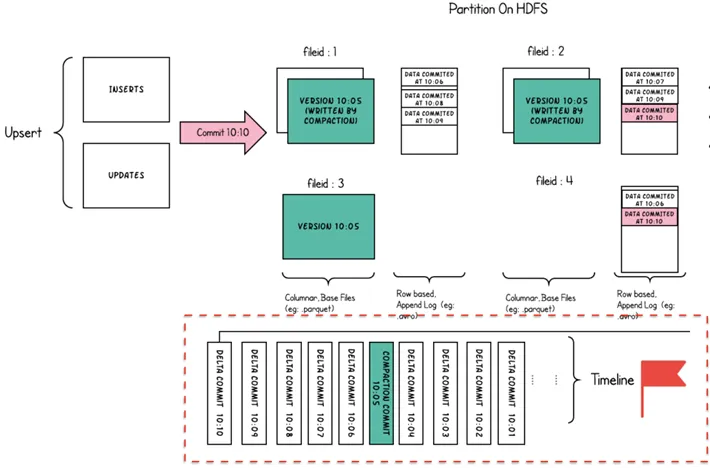 Partition On HDFS
fileid : 1
fileid : 2
Upsert
INSERTS
UPDATES
Commit 10:10
VERSION 10:05
(WRITTEN BY
COMPACTION)
DATA COMMITED
AT 10:06
DATA COMMITED
AT 10:08
DATA COMMITED
AT 10:09
VERSION 10:05
(WRITTEN BY
COMPACTION)
DATA COMMITED
AT 10:07
DATA COMMITED
AT 10:09
DATA COMMITED
AT 10:10
fileid : 3
fileid : 4
VERSION 10:05
DATA COMMITED
AT 10:06
DATA COMMITED
AT 10:10
Columnar, Base Files
(eg: .parquet)
Row based,
Append Log (eg:
.avro)
Columnar, Base Files
(eg: .parquet)
Row based,
Append Log (eg:
.avro)
DELTA COMMIT 10:10
DELTA COMMIT 10:09
DELTA COMMIT 10:08
DELTA COMMIT 10:07
DELTA COMMIT 10:06
COMPACTION COMMIT
10:05
DELTA COMMIT 10:04
DELTA COMMIT 10:03
DELTA COMMIT 10:02
DELTA COMMIT 10:01
Timeline